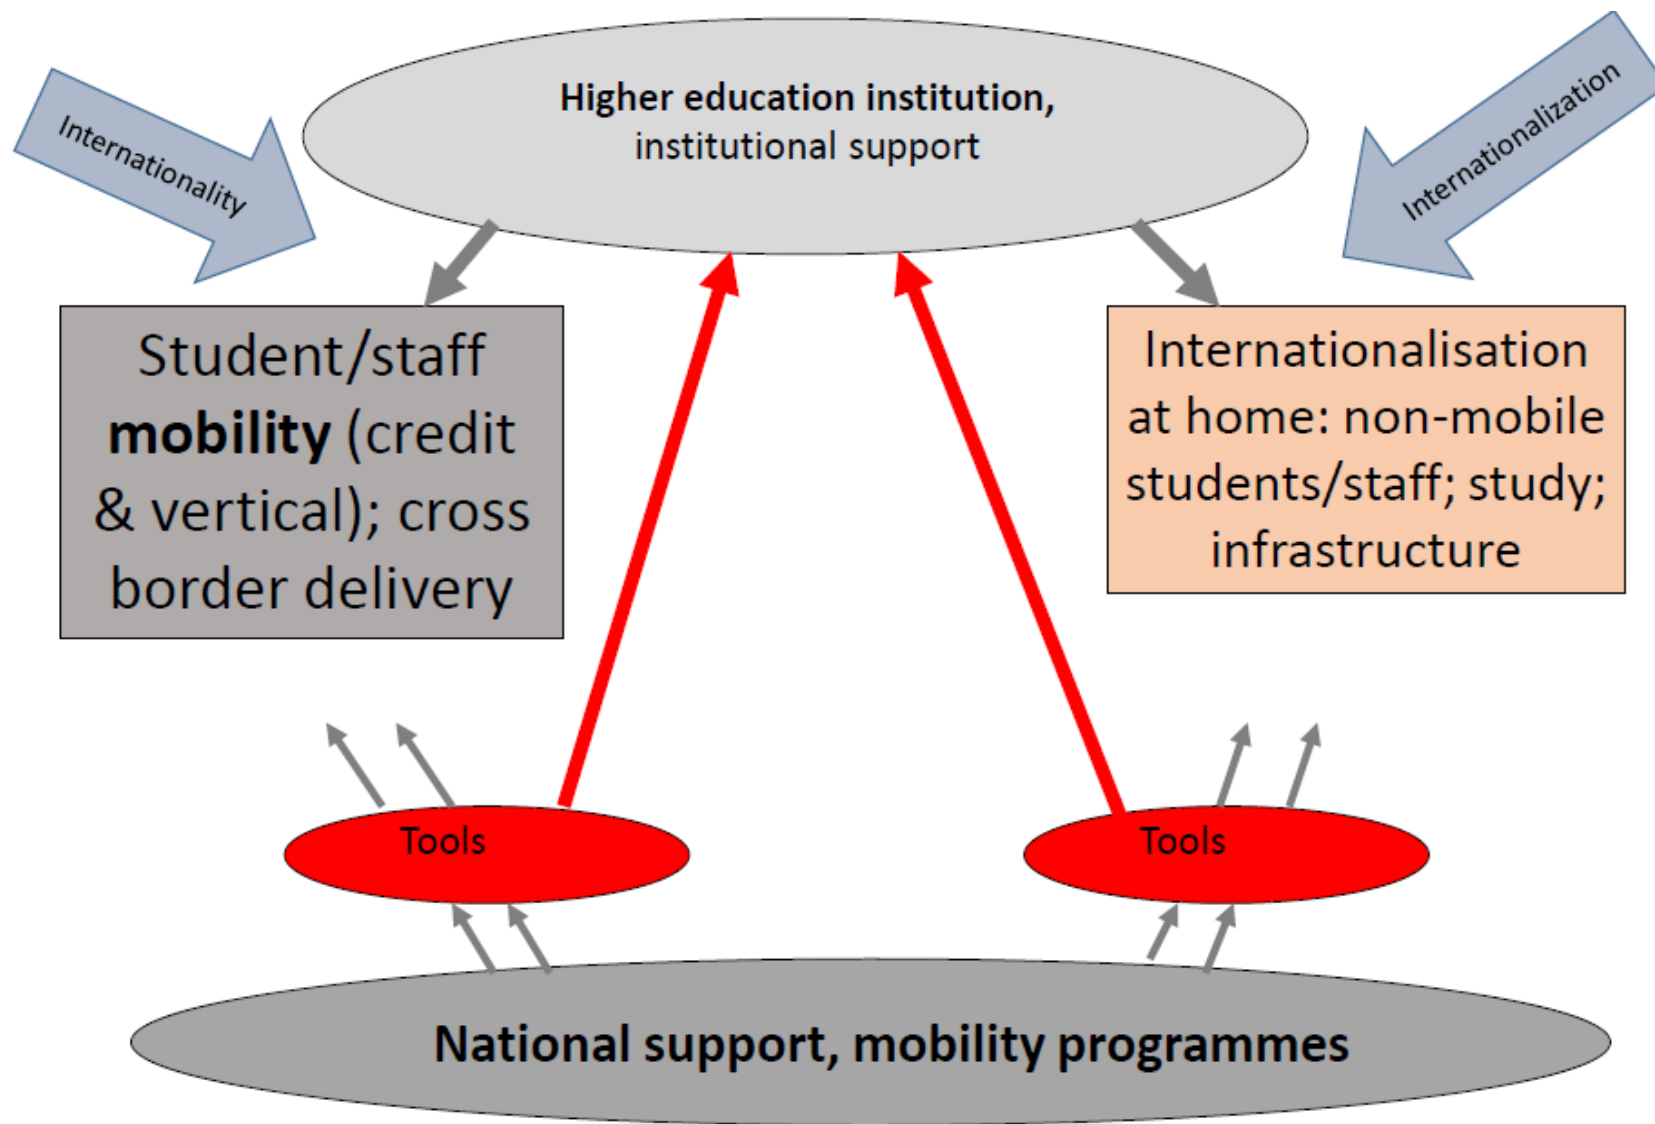 Higher education institution,
institutional support
Internationality
Internationalization
Student/staff
mobility (credit
& vertical); cross
border delivery
Internationalisation
at home: non-mobile
students/staff; study;
infrastructure
Tools
Tools
National support, mobility programmes